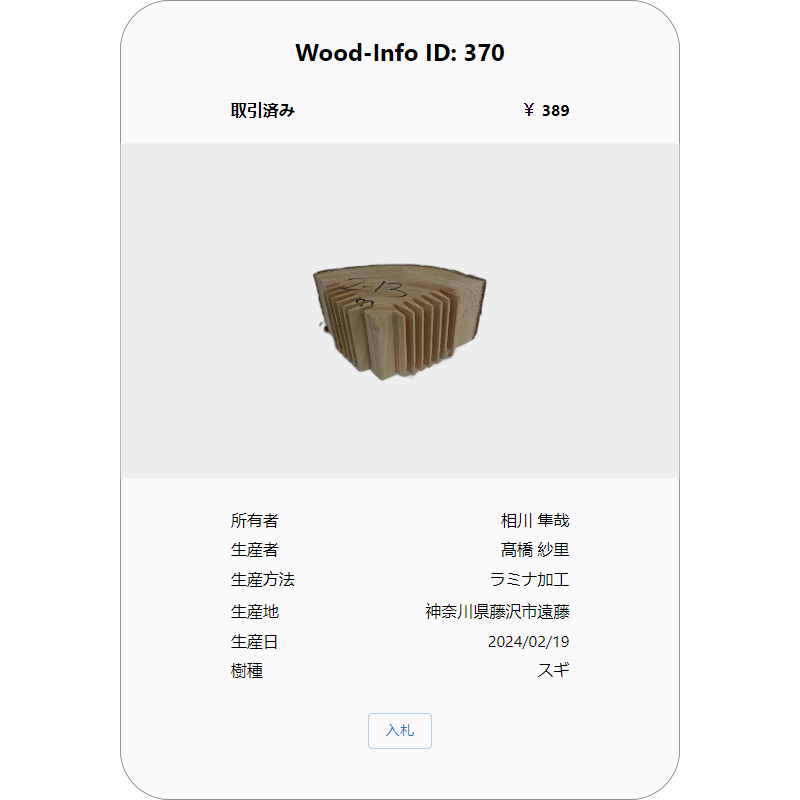 Wood-Info ID: 370
取引済み ￥ 389
2-13
3
所有者 相川 隼哉
生産者 髙橋 紗里
生産方法 ラミナ加工
生産地 神奈川県藤沢市遠藤
生産日 2024/02/19
樹種 スギ
入札